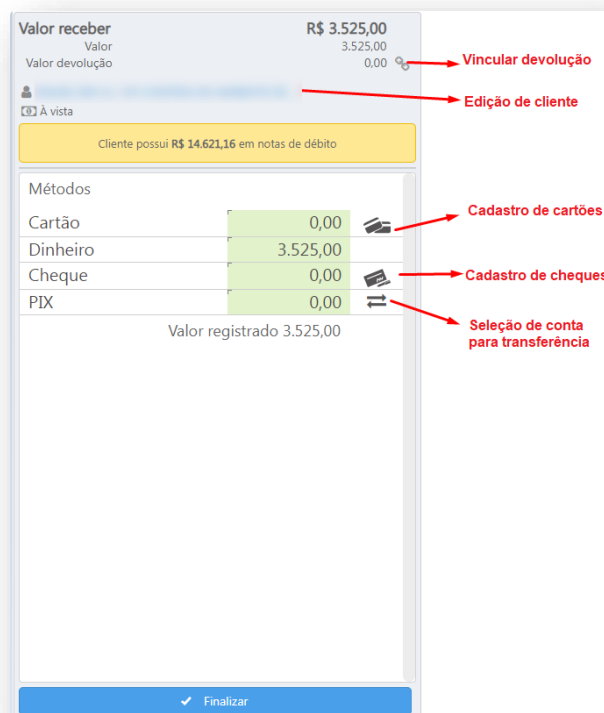 Valor receber R$ 3.525,00
Valor 3.525,00
Valor devolução 0,00
Vincular devolução
Edição de cliente
À vista
Cliente possui R$ 14.621,16 em notas de débito
Métodos
Cartão 0,00
Cadastro de cartões
Dinheiro 3.525,00
Cheque 0,00
Cadastro de cheques
PIX 0,00
Seleção de conta
para transferência
Valor registrado 3.525,00
Finalizar